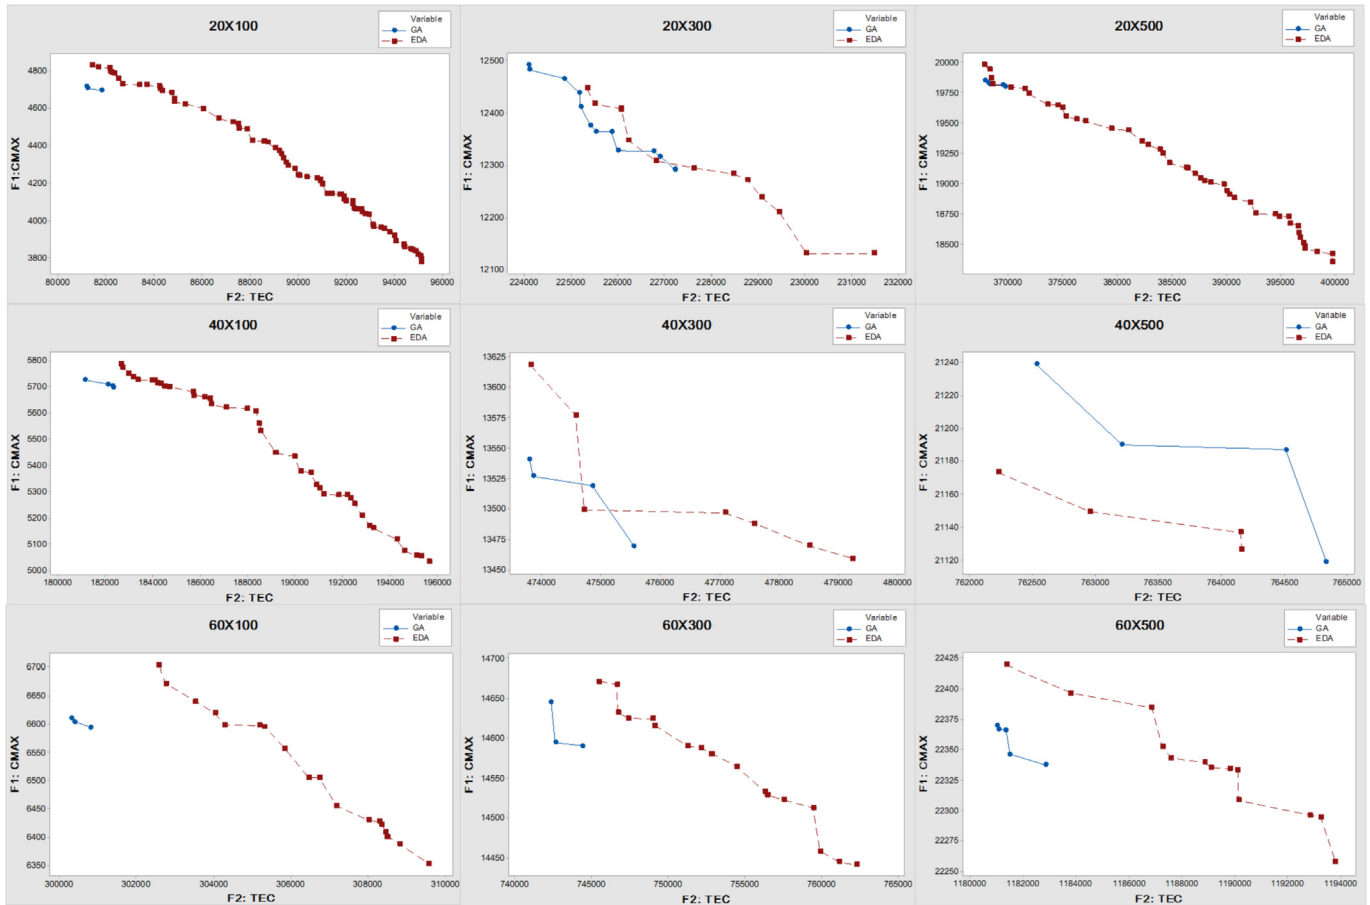 20X100
Variable
GA
EDA
F1:CMAX
4800
4600
4400
4200
4000
3800
80000 82000 84000 86000 88000 90000 92000 94000 96000
F2: TEC
20X300
Variable
GA
EDA
F1: CMAX
12500
12400
12300
12200
12100
224000 225000 226000 227000 228000 229000 230000 231000 232000
F2: TEC
20X500
Variable
GA
EDA
F1: CMAX
20000
19750
19500
19250
19000
18750
18500
370000 375000 380000 385000 390000 395000 400000
F2: TEC
40X100
Variable
GA
EDA
F1: CMAX
5800
5700
5600
5500
5400
5300
5200
5100
5000
180000 182000 184000 186000 188000 190000 192000 194000 196000
F2: TEC
40X300
Variable
GA
EDA
F1: CMAX
13625
13600
13575
13550
13525
13500
13475
13450
474000 475000 476000 477000 478000 479000 480000
F2: TEC
40X500
Variable
GA
EDA
F1: CMAX
21240
21220
21200
21180
21160
21140
21120
762000 762500 763000 763500 764000 764500 765000
F2: TEC
60X100
Variable
GA
EDA
F1: CMAX
6700
6650
6600
6550
6500
6450
6400
6350
300000 302000 304000 306000 308000 310000
F2: TEC
60X300
Variable
GA
EDA
F1: CMAX
14700
14650
14600
14550
14500
14450
740000 745000 750000 755000 760000 765000
F2: TEC
60X500
Variable
GA
EDA
F1: CMAX
22425
22400
22375
22350
22325
22300
22275
22250
1180000 1182000 1184000 1186000 1188000 1190000 1192000 1194000
F2: TEC